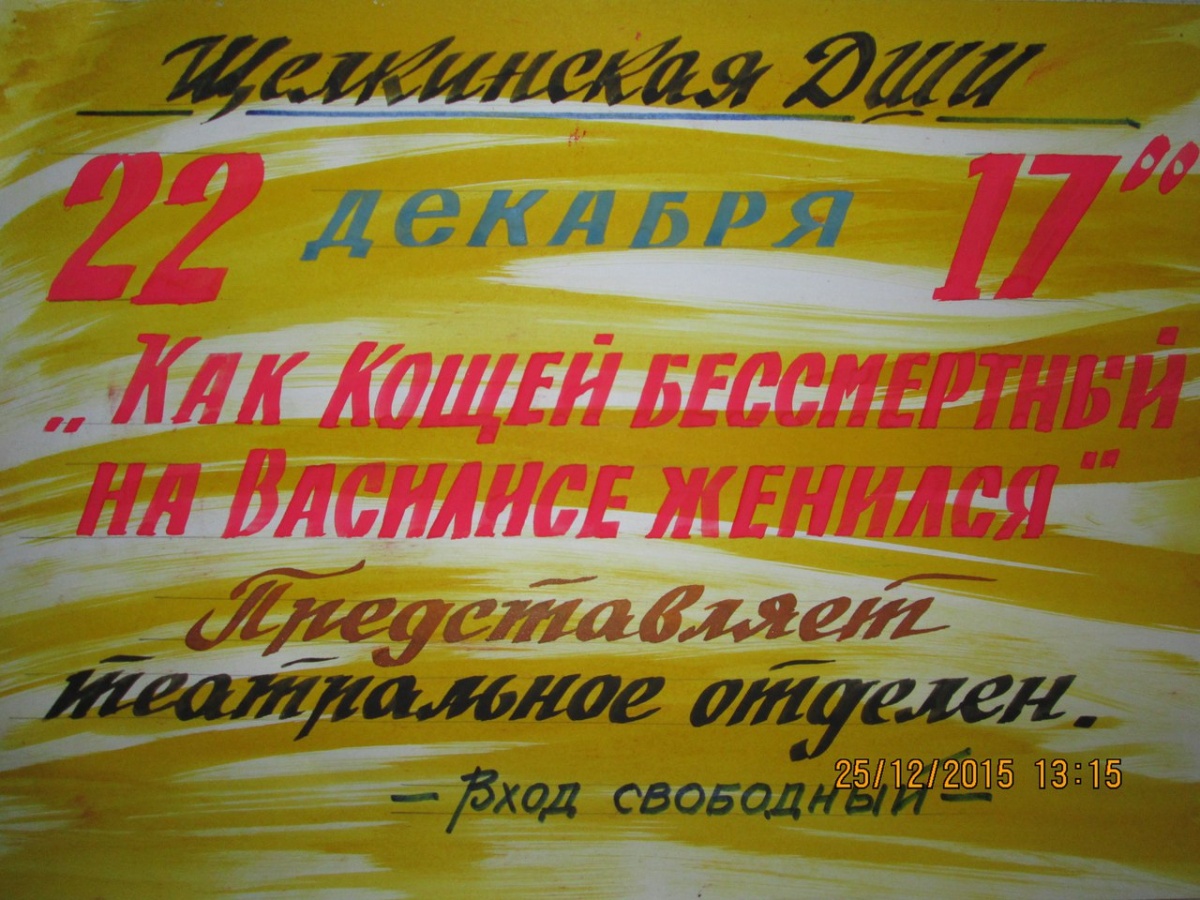 Щелкинская ДШИ
22 декабря 17⁰⁰
„Как Кощей бессмертный
на Василисе женился"
Представляет
театральное отделен.
— Вход свободный —
25/12/2015 13:15